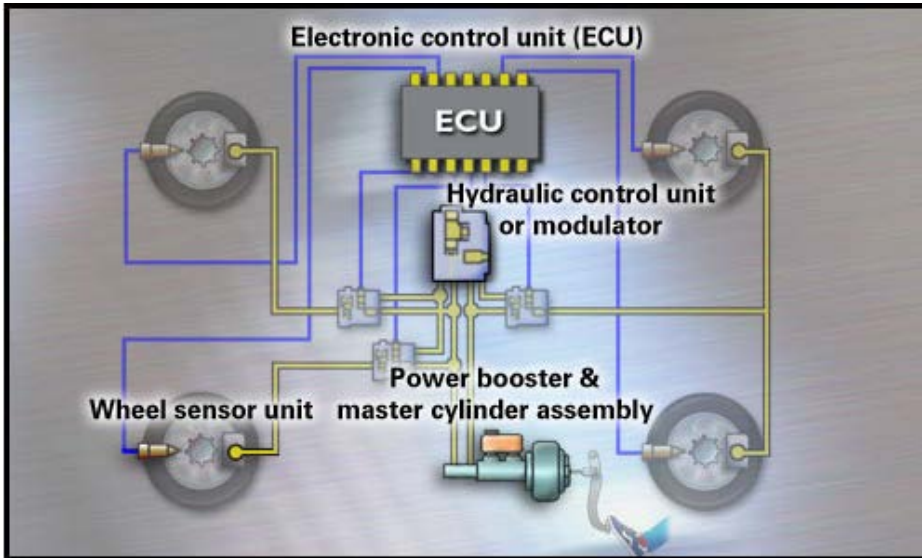 Electronic control unit (ECU)
ECU
Hydraulic control unit
or modulator
Power booster &
master cylinder assembly
Wheel sensor unit